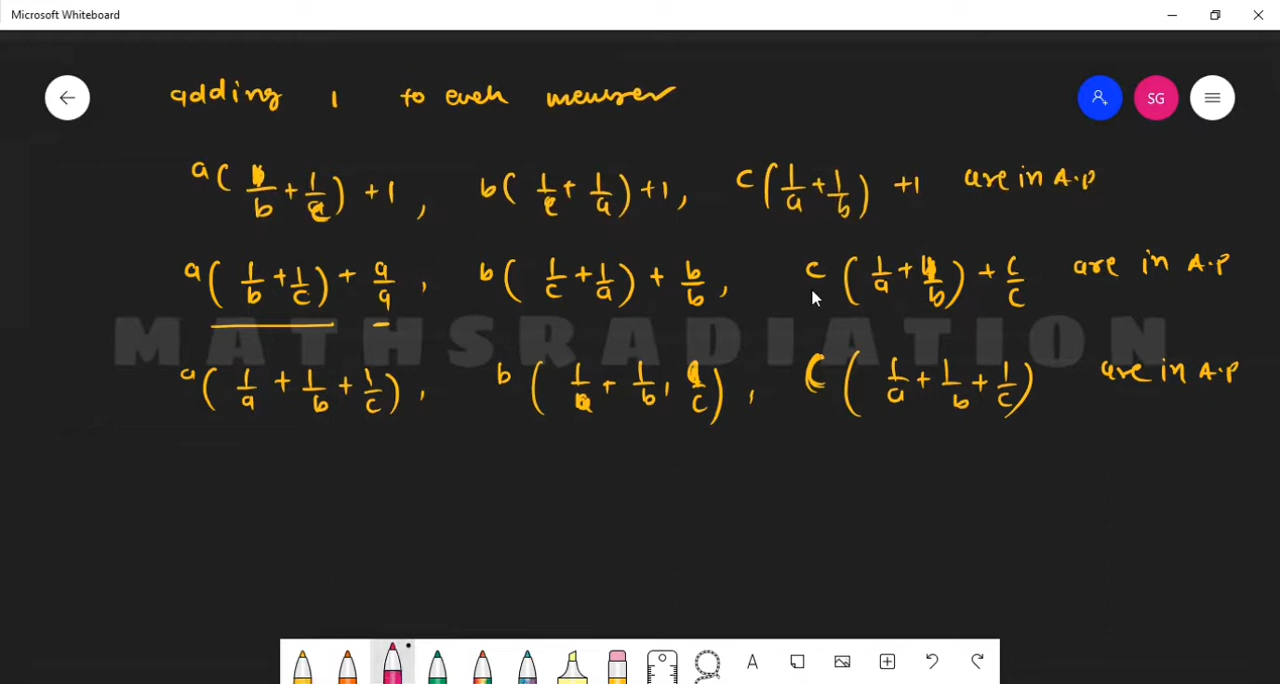 Microsoft Whiteboard
adding 1 to each member
SG
a(1/b + 1/c) + 1, b(1/c + 1/a) + 1, c(1/a + 1/b) + 1 are in A.P
a(1/b + 1/c) + a/a, b(1/c + 1/a) + b/b, c(1/a + 1/b) + c/c are in A.P
MATHSRADIATION
a(1/a + 1/b + 1/c), b(1/a + 1/b, 1/c), c(1/a + 1/b + 1/c) are in A.P
A